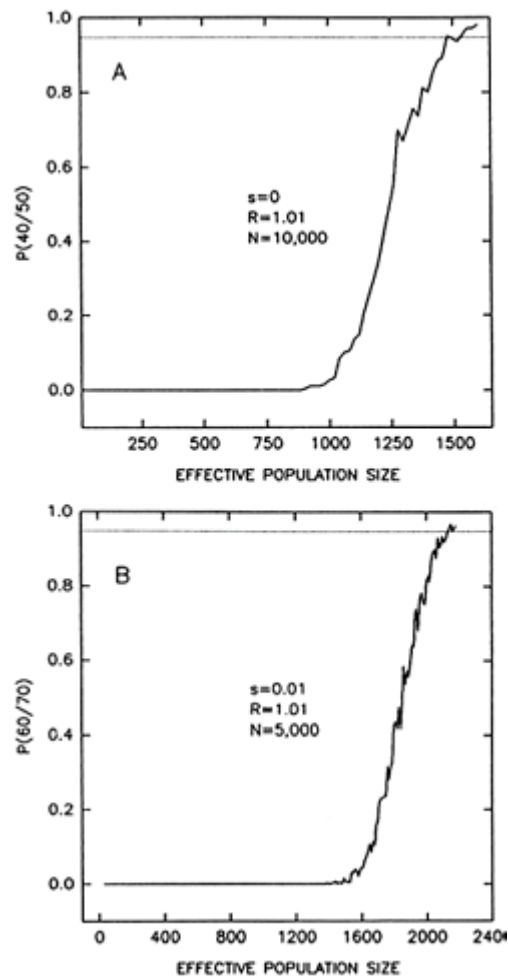 1.0
A
0.8
0.6
P(40/50)
s=0
R=1.01
N=10,000
0.4
0.2
0.0
250 500 750 1000 1250 1500
EFFECTIVE POPULATION SIZE
1.0
B
0.8
0.6
P(60/70)
s=0.01
R=1.01
N=5,000
0.4
0.2
0.0
0 400 800 1200 1600 2000 240
EFFECTIVE POPULATION SIZE